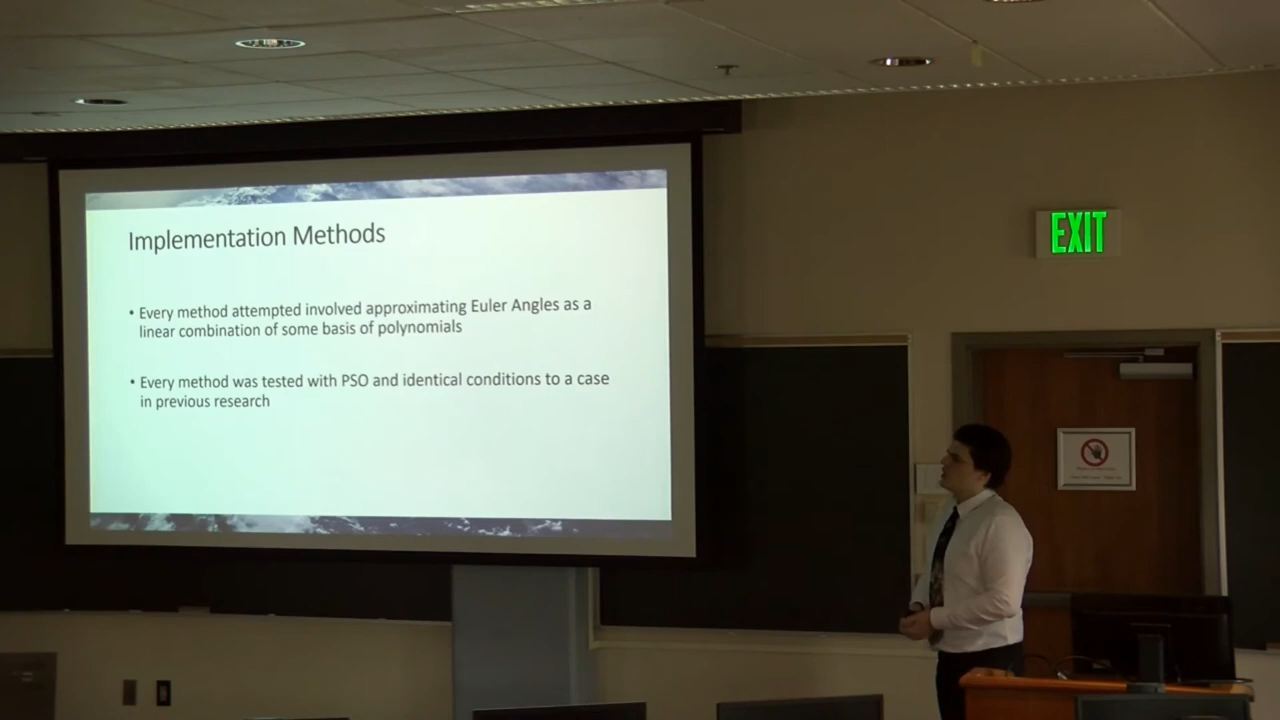 Implementation Methods
• Every method attempted involved approximating Euler Angles as a
linear combination of some basis of polynomials
• Every method was tested with PSO and identical conditions to a case
in previous research
EXIT